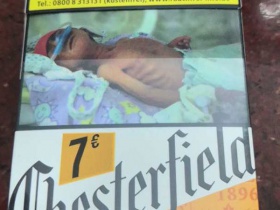 Tel.: 0800 8 313131 (kostenfrei),
7€
Chesterfield
1896